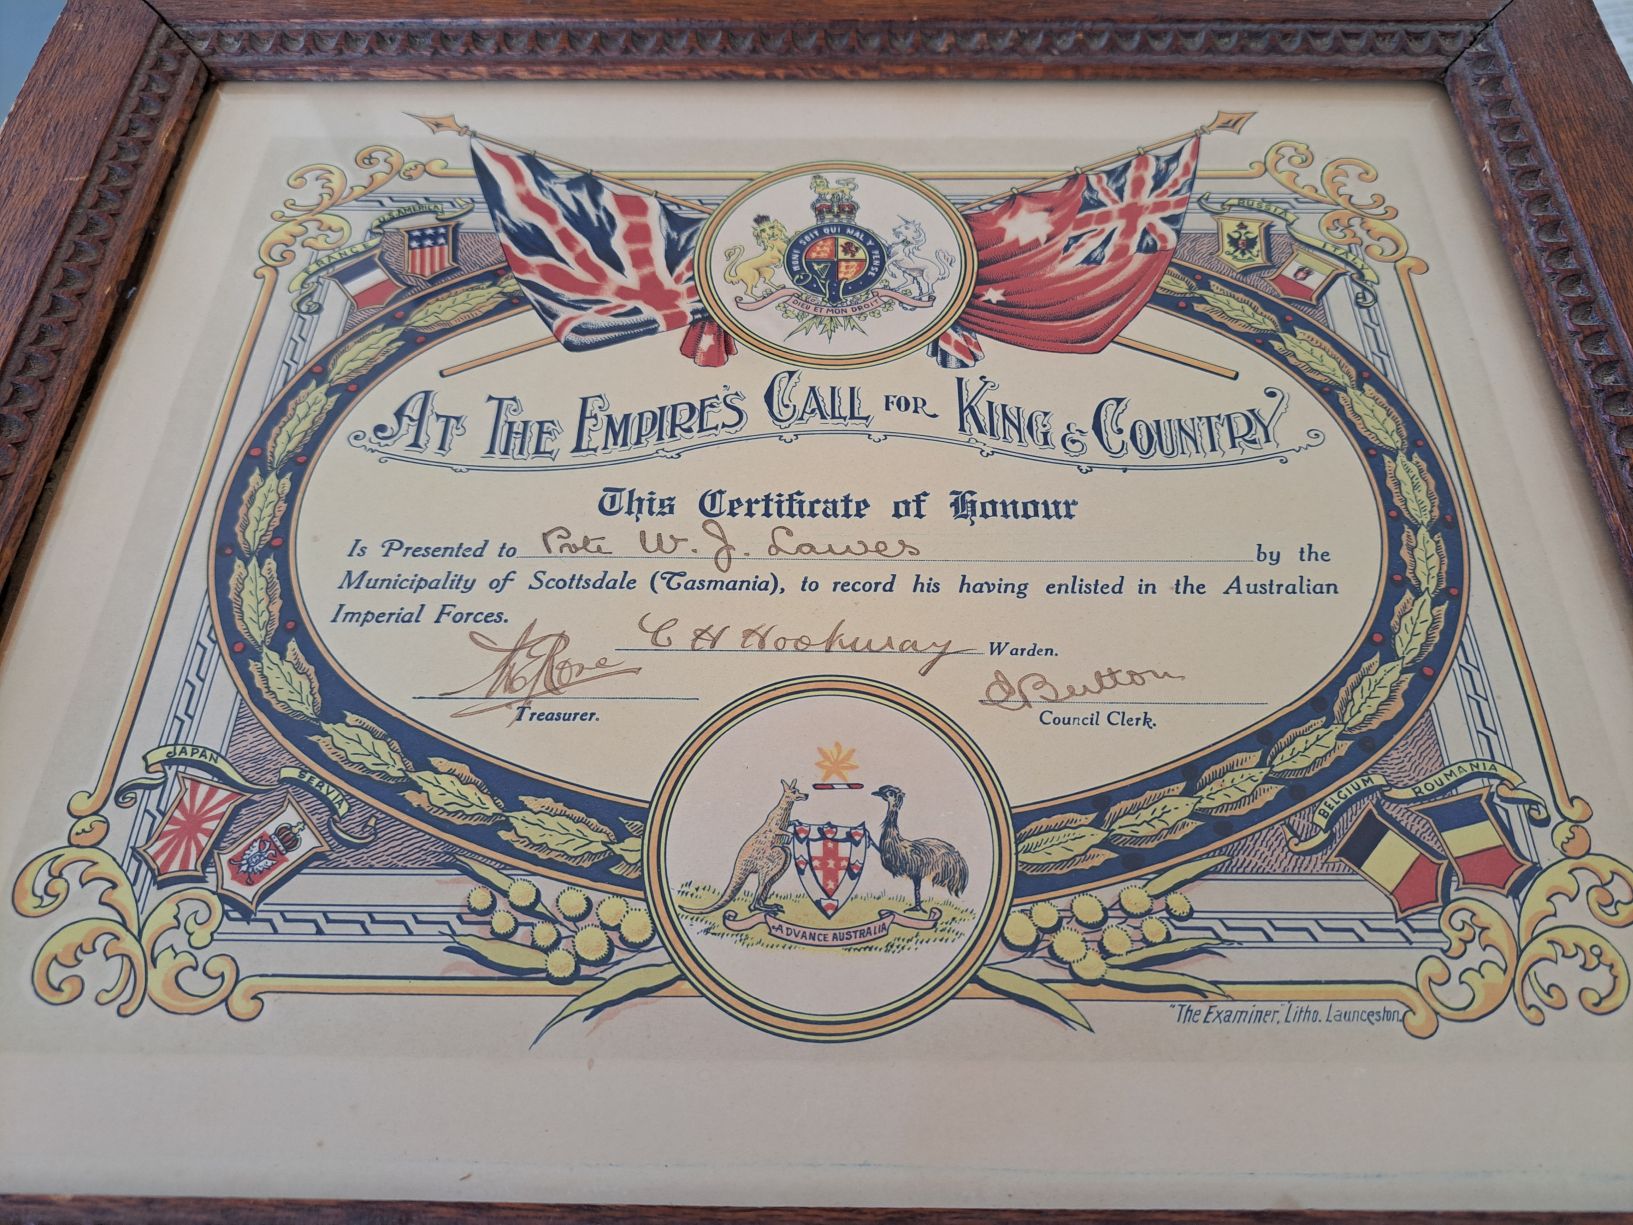 U.S. AMERICA
FRANCE
RUSSIA
ITALY
HONI SOIT QUI MAL Y PENSE
DIEU ET MON DROIT
AT THE EMPIRE'S CALL FOR KING & COUNTRY
This Certificate of Honour
Is Presented to Pte W. J. Lawes by the
Municipality of Scottsdale (Tasmania), to record his having enlisted in the Australian
Imperial Forces.
C H Hookway Warden.
Rose
Treasurer.
Button
Council Clerk.
JAPAN
SERVIA
BELGIUM
ROUMANIA
ADVANCE AUSTRALIA
"The Examiner," Litho. Launceston.